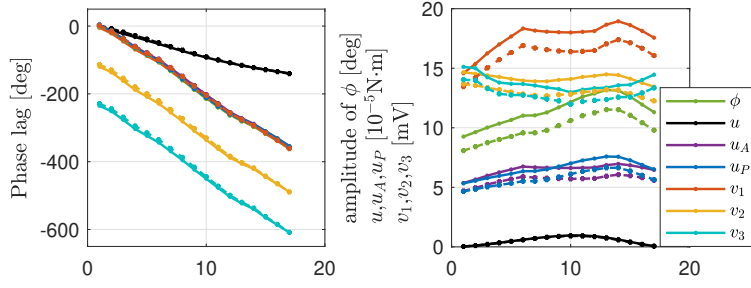 0
-200
-400
-600
Phase lag [deg]
0
10
20
amplitude of ϕ [deg]
u,u_A,u_P [10^{-5}N·m]
v_1,v_2,v_3 [mV]
20
15
10
5
0
0
10
20
ϕ
u
u_A
u_P
v_1
v_2
v_3